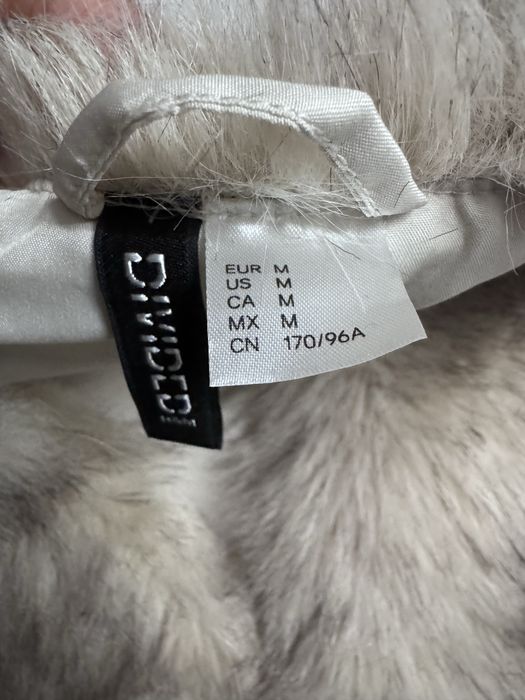 DIVIDED
EUR M
US M
CA M
MX M
CN 170/96A